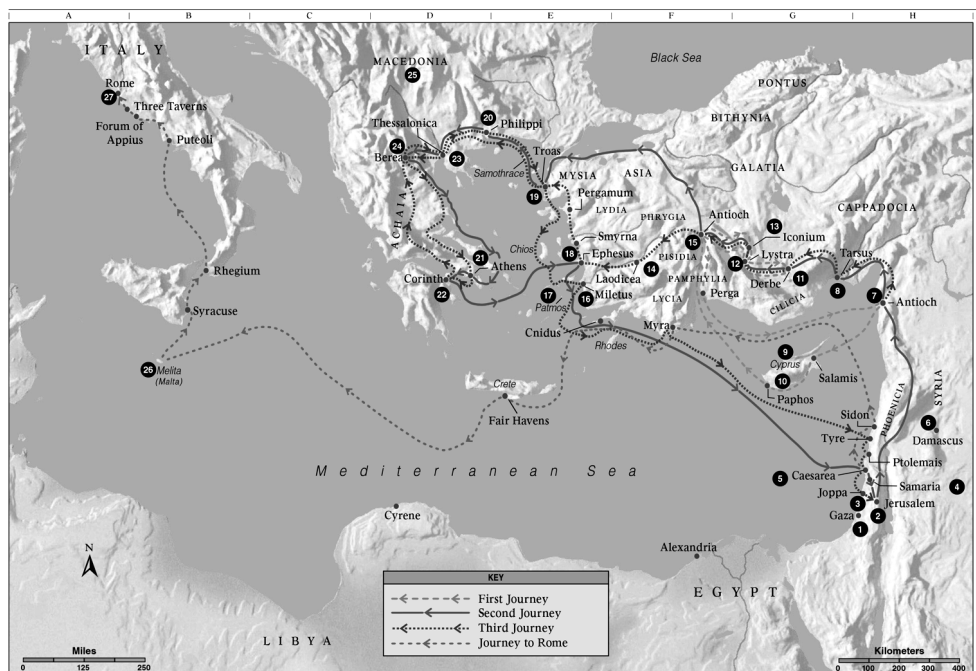 A B C D E F G H
ITALY
Black Sea
MACEDONIA
25
PONTUS
Rome
27
Three Taverns
Forum of
Appius
Puteoli
20
Philippi
Thessalonica
BITHYNIA
24
Berea
23
Troas
Samothrace
MYSIA
ASIA
GALATIA
19
Pergamum
LYDIA
PHRYGIA
CAPPADOCIA
ACHAIA
Antioch
13
Smyrna
15
Iconium
Chios
18
Ephesus
PISIDIA
12
Lystra
Tarsus
21
Athens
Rhegium
Corinth
22
Laodicea
14
PAMPHYLIA
Derbe
11
8
7
17
16
Miletus
LYCIA
Perga
CILICIA
Antioch
Patmos
Syracuse
Cnidus
Rhodes
Myra
9
Cyprus
26
Melita
(Malta)
10
Salamis
Crete
Paphos
PHOENICIA
SYRIA
Fair Havens
Sidon
6
Tyre
Damascus
Mediterranean Sea
Ptolemais
5
Caesarea
Samaria
4
Joppa
3
Jerusalem
Cyrene
Gaza
2
1
Alexandria
N
EGYPT
KEY
First Journey
Second Journey
Third Journey
Journey to Rome
LIBYA
Miles
0 125 250
Kilometers
0 100 200 300 400